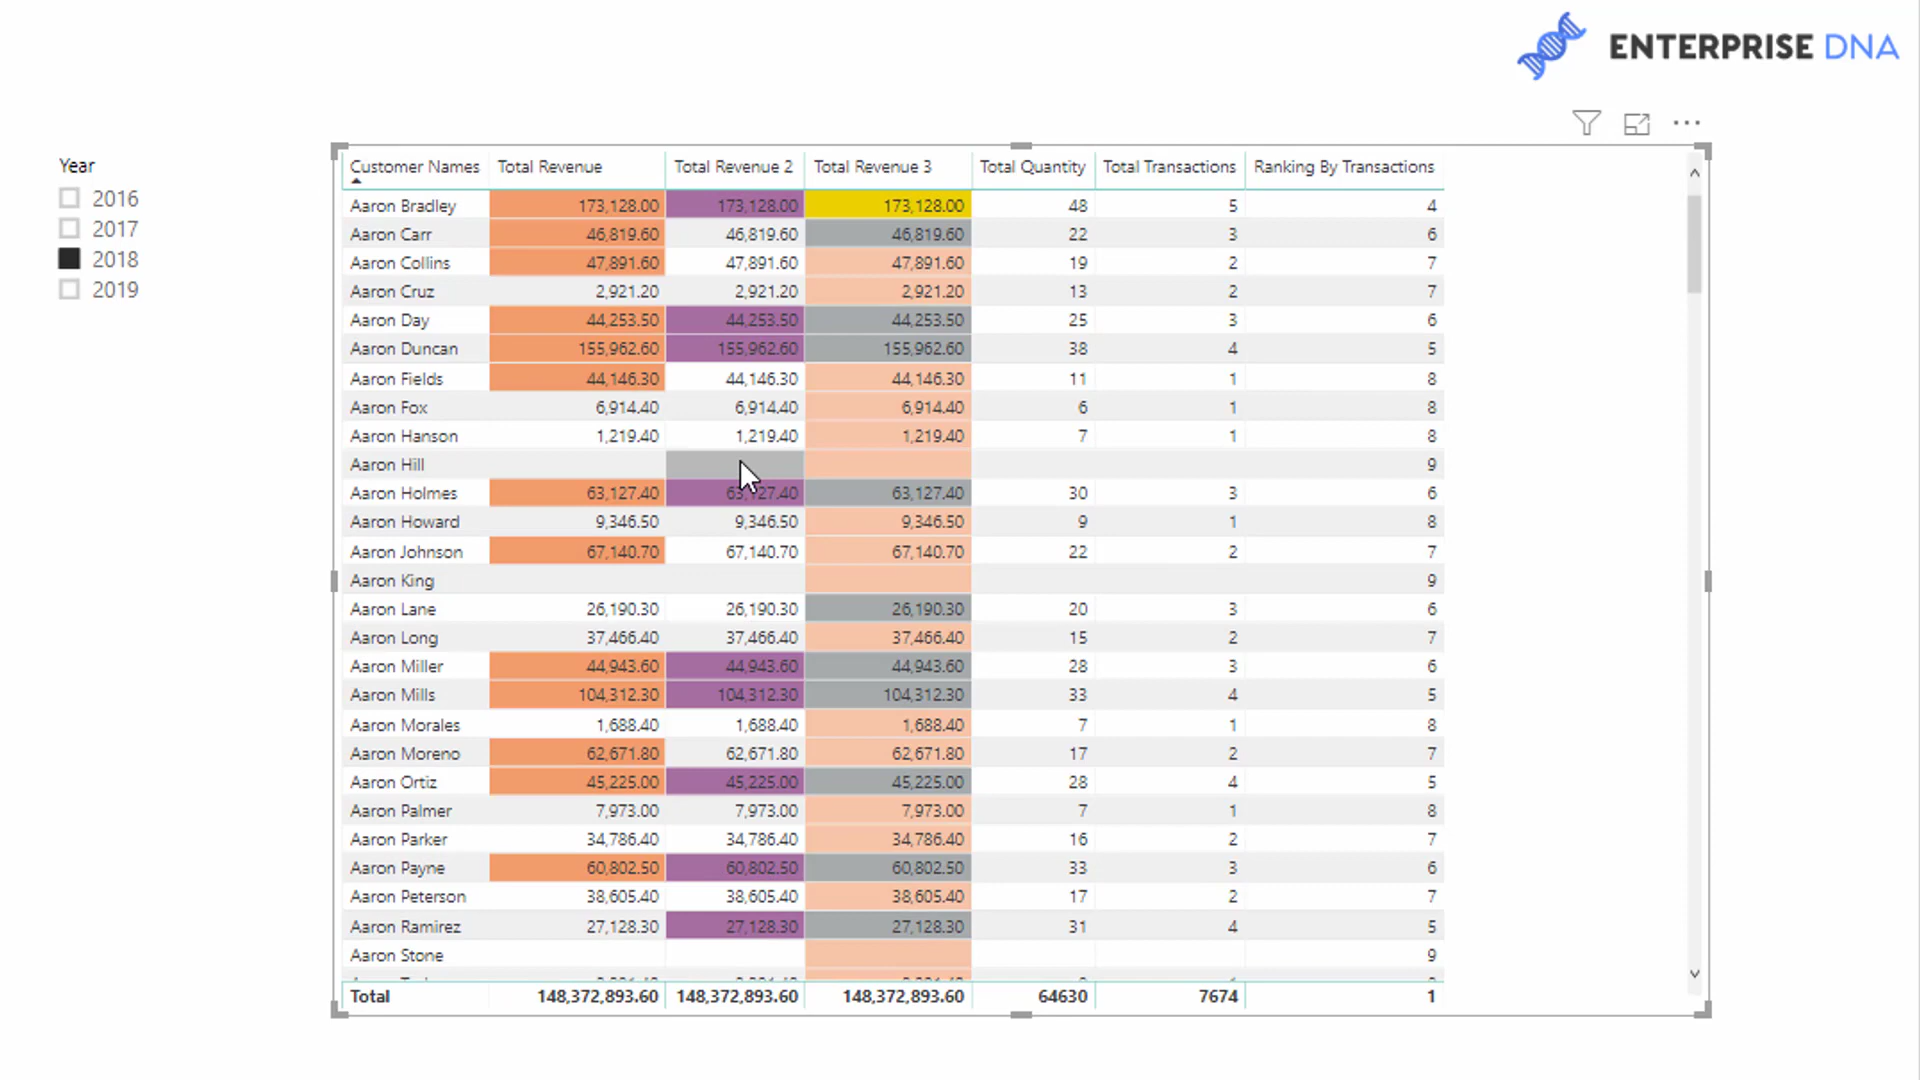 ENTERPRISE DNA
Year
2016
2017
2018
2019
Customer Names Total Revenue Total Revenue 2 Total Revenue 3 Total Quantity Total Transactions Ranking By Transactions
Aaron Bradley 173,128.00 173,128.00 173,128.00 48 5 4
Aaron Carr 46,819.60 46,819.60 46,819.60 22 3 6
Aaron Collins 47,891.60 47,891.60 47,891.60 19 2 7
Aaron Cruz 2,921.20 2,921.20 2,921.20 13 2 7
Aaron Day 44,253.50 44,253.50 44,253.50 25 3 6
Aaron Duncan 155,962.60 155,962.60 155,962.60 38 4 5
Aaron Fields 44,146.30 44,146.30 44,146.30 11 1 8
Aaron Fox 6,914.40 6,914.40 6,914.40 6 1 8
Aaron Hanson 1,219.40 1,219.40 1,219.40 7 1 8
Aaron Hill 9
Aaron Holmes 63,127.40 63,127.40 63,127.40 30 3 6
Aaron Howard 9,346.50 9,346.50 9,346.50 9 1 8
Aaron Johnson 67,140.70 67,140.70 67,140.70 22 2 7
Aaron King 9
Aaron Lane 26,190.30 26,190.30 26,190.30 20 3 6
Aaron Long 37,466.40 37,466.40 37,466.40 15 2 7
Aaron Miller 44,943.60 44,943.60 44,943.60 28 3 6
Aaron Mills 104,312.30 104,312.30 104,312.30 33 4 5
Aaron Morales 1,688.40 1,688.40 1,688.40 7 1 8
Aaron Moreno 62,671.80 62,671.80 62,671.80 17 2 7
Aaron Ortiz 45,225.00 45,225.00 45,225.00 28 4 5
Aaron Palmer 7,973.00 7,973.00 7,973.00 7 1 8
Aaron Parker 34,786.40 34,786.40 34,786.40 16 2 7
Aaron Payne 60,802.50 60,802.50 60,802.50 33 3 6
Aaron Peterson 38,605.40 38,605.40 38,605.40 17 2 7
Aaron Ramirez 27,128.30 27,128.30 27,128.30 31 4 5
Aaron Stone 9
Total 148,372,893.60 148,372,893.60 148,372,893.60 64630 7674 1